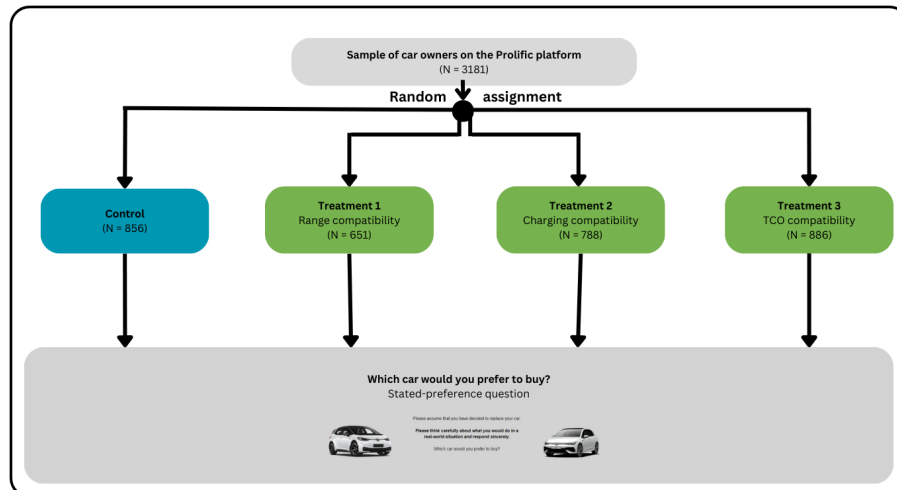 Sample of car owners on the Prolific platform
(N = 3181)
Random assignment
Control
(N = 856)
Treatment 1
Range compatibility
(N = 651)
Treatment 2
Charging compatibility
(N = 788)
Treatment 3
TCO compatibility
(N = 886)
Which car would you prefer to buy?
Stated-preference question
Please assume that you have decided to replace your car.
Please think carefully about what you would do in a
real-world situation and respond sincerely.
Which car would you prefer to buy?